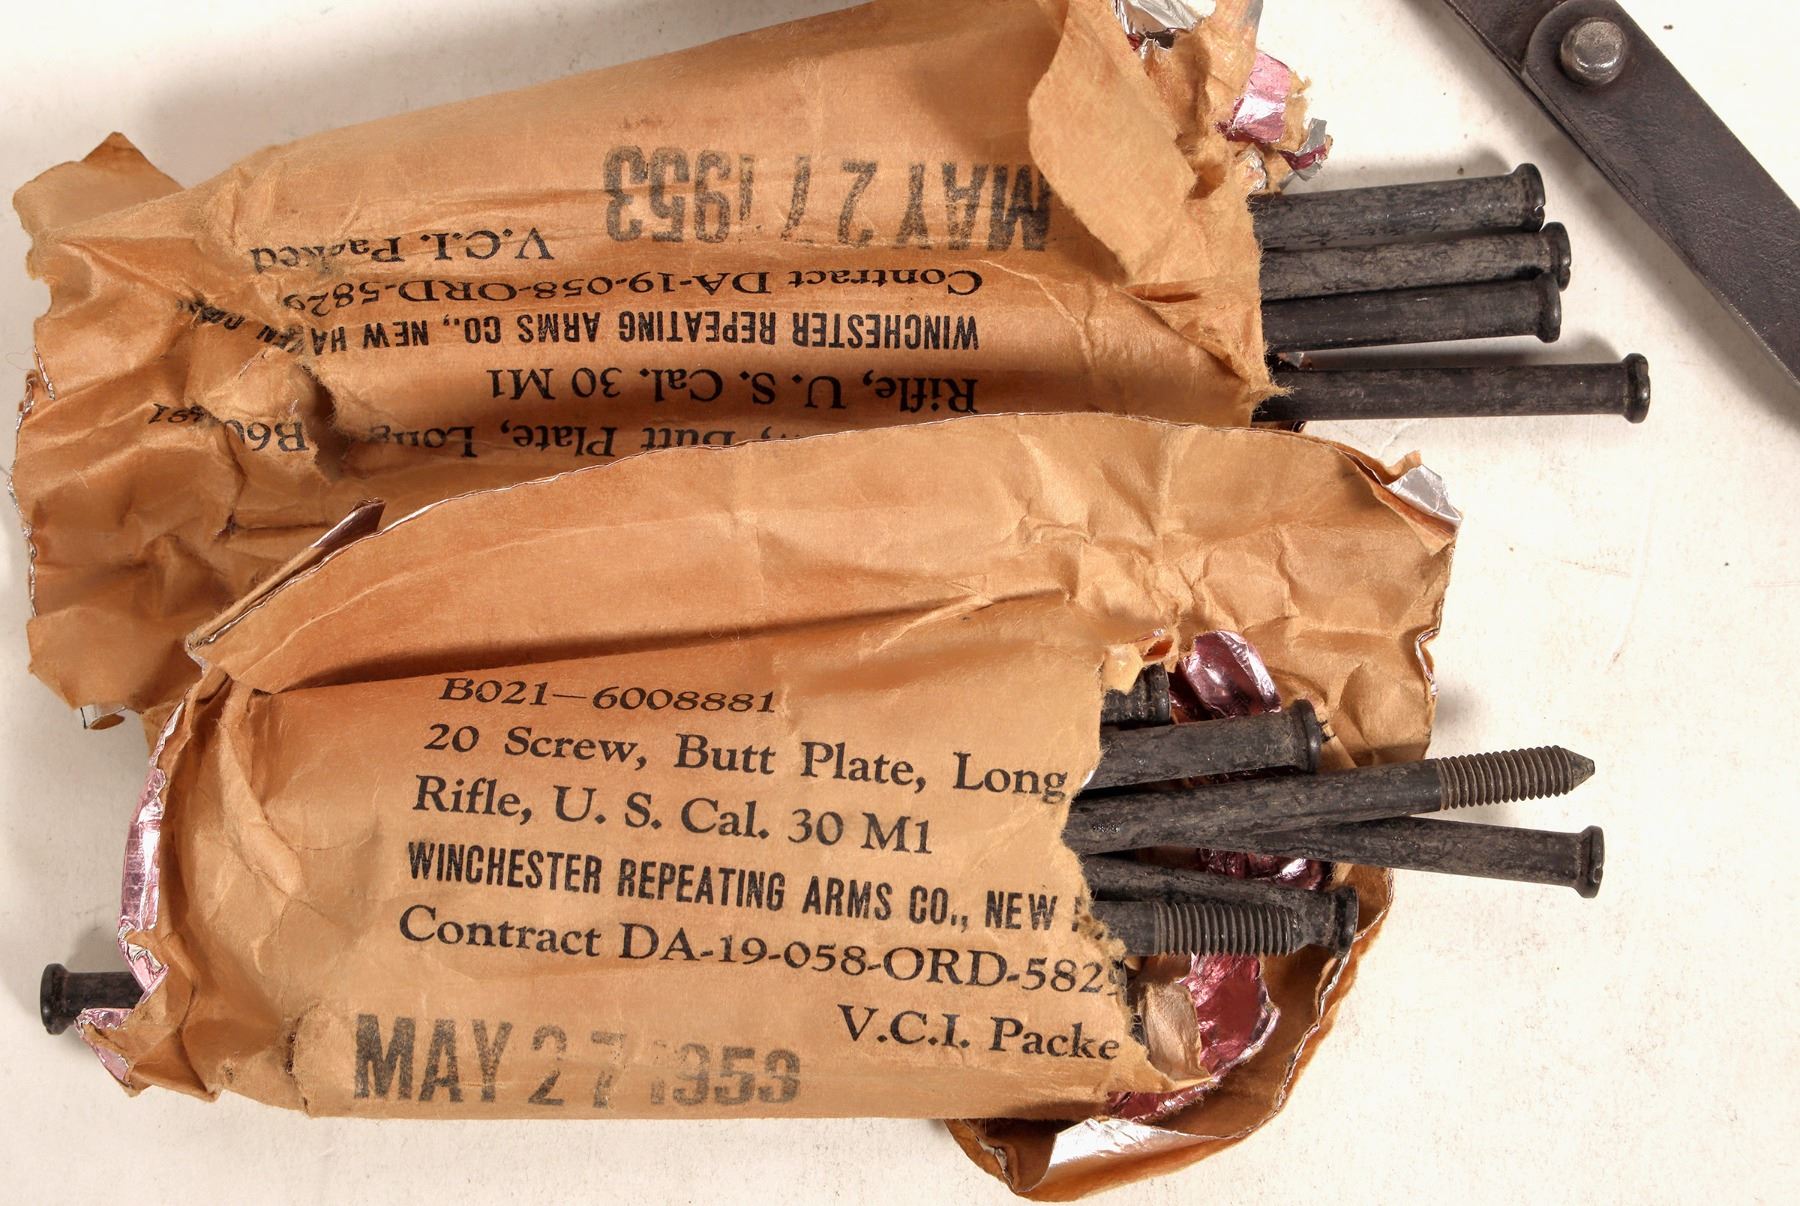 MAY 27 1953
V.C.I. Packed
Contract DA-19-058-ORD-5829
WINCHESTER REPEATING ARMS CO., NEW HAVEN
Rifle, U. S. Cal. 30 M1
Butt Plate, Long
B021—6008881
20 Screw, Butt Plate, Long
Rifle, U. S. Cal. 30 M1
WINCHESTER REPEATING ARMS CO., NEW
Contract DA-19-058-ORD-5829
V.C.I. Packe
MAY 27 1953